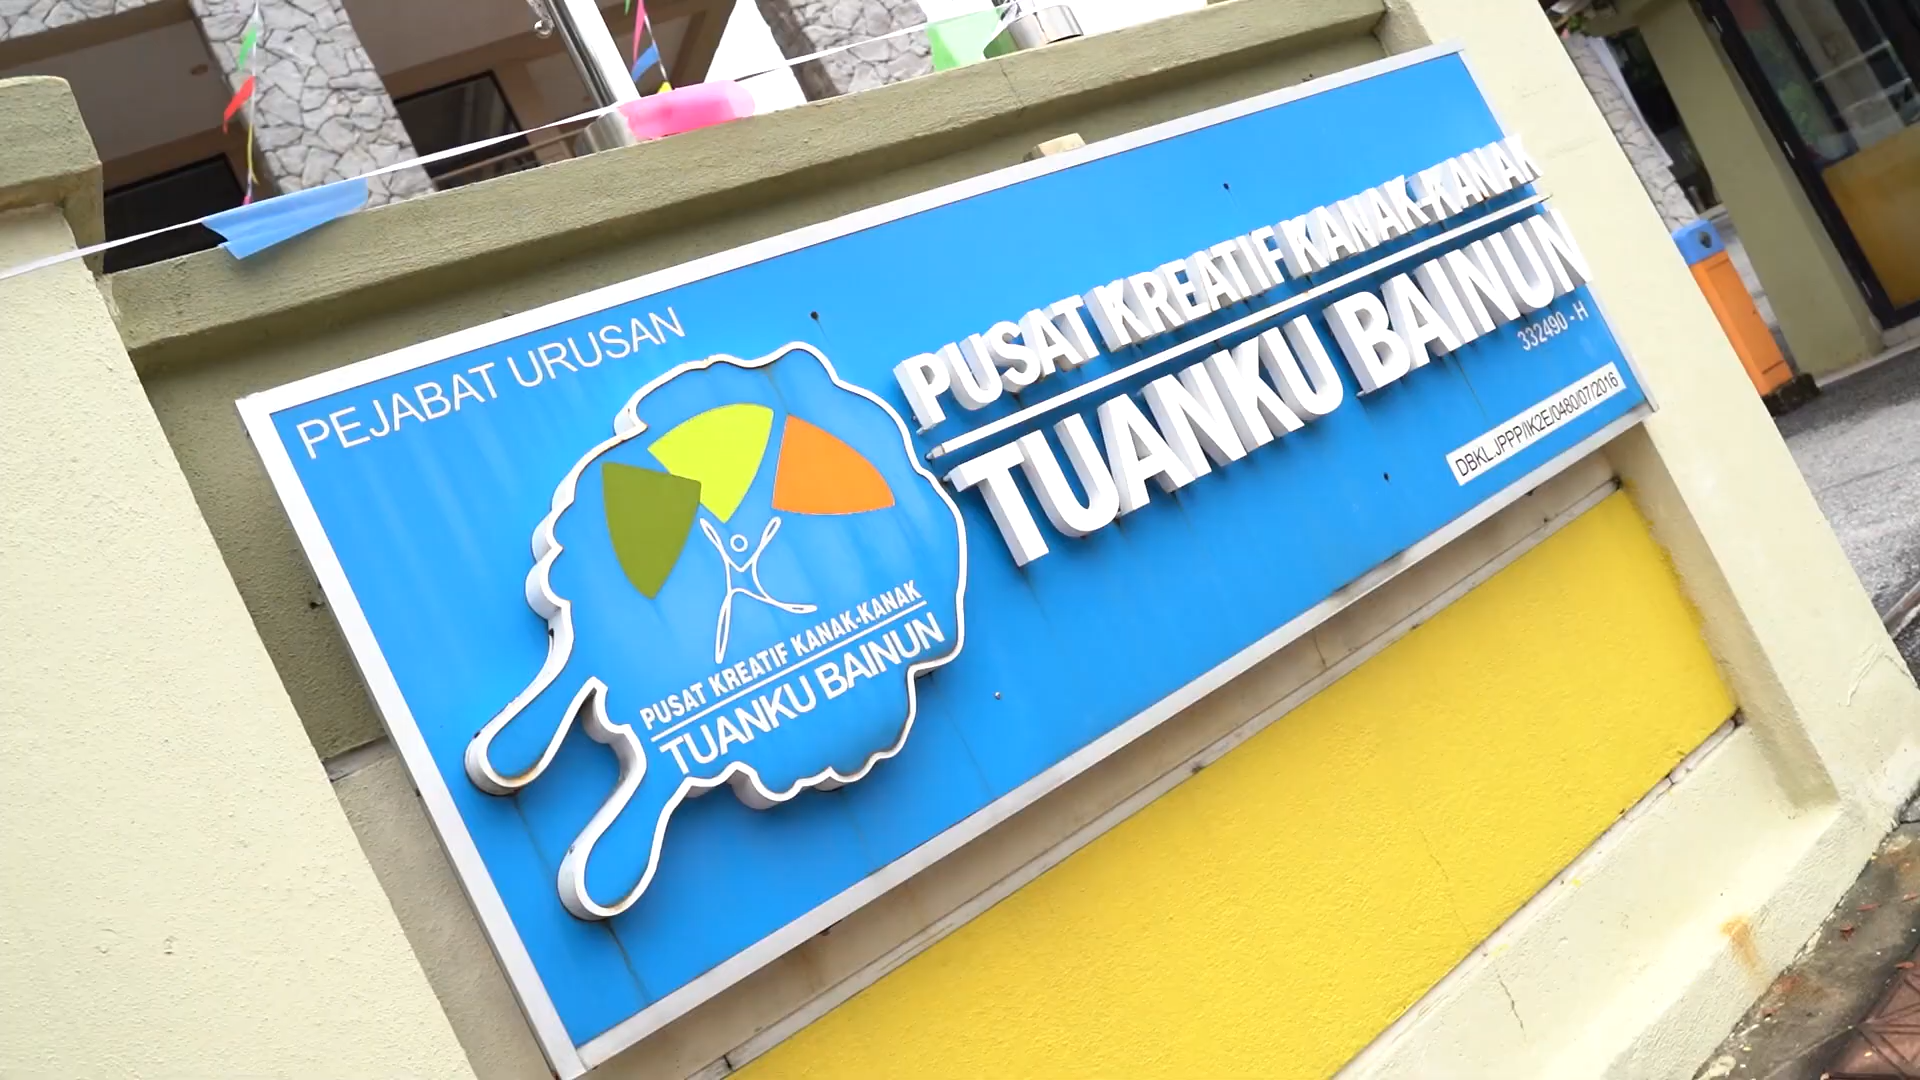 PEJABAT URUSAN
PUSAT KREATIF KANAK-KANAK
TUANKU BAINUN
332490 - H
DBKL.JPPP/IK2E/0480/07/2016
PUSAT KREATIF KANAK-KANAK
TUANKU BAINUN